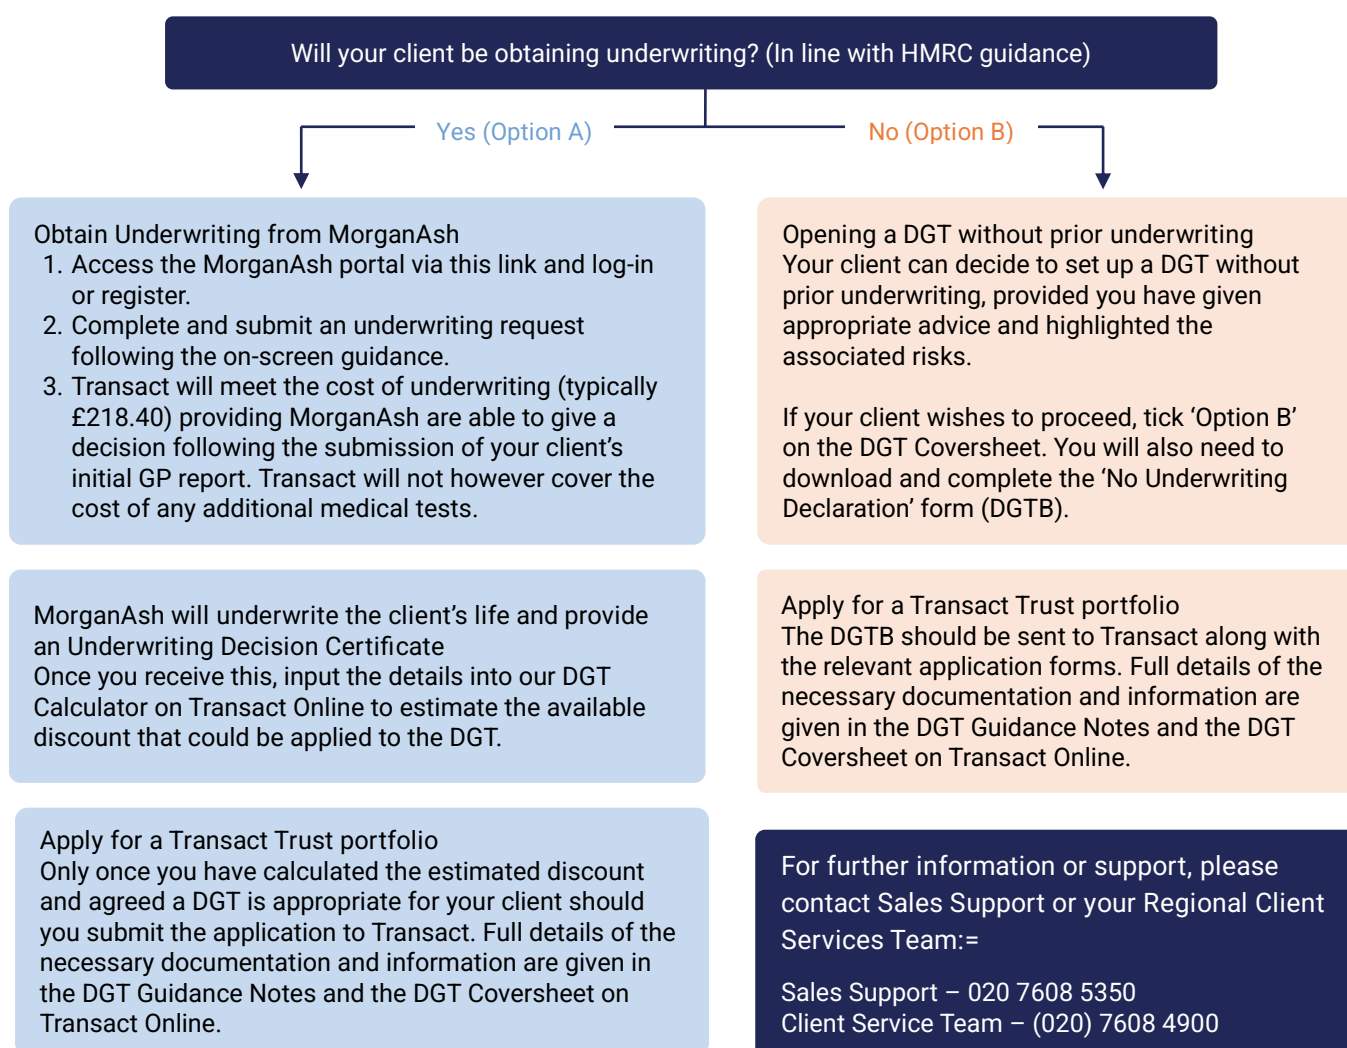 Will your client be obtaining underwriting? (In line with HMRC guidance)
Yes (Option A)
No (Option B)
Obtain Underwriting from MorganAsh
1. Access the MorganAsh portal via this link and log-in
or register.
2. Complete and submit an underwriting request
following the on-screen guidance.
3. Transact will meet the cost of underwriting (typically
£218.40) providing MorganAsh are able to give a
decision following the submission of your client’s
initial GP report. Transact will not however cover the
cost of any additional medical tests.
MorganAsh will underwrite the client’s life and provide
an Underwriting Decision Certificate
Once you receive this, input the details into our DGT
Calculator on Transact Online to estimate the available
discount that could be applied to the DGT.
Apply for a Transact Trust portfolio
Only once you have calculated the estimated discount
and agreed a DGT is appropriate for your client should
you submit the application to Transact. Full details of the
necessary documentation and information are given in
the DGT Guidance Notes and the DGT Coversheet on
Transact Online.
Opening a DGT without prior underwriting
Your client can decide to set up a DGT without
prior underwriting, provided you have given
appropriate advice and highlighted the
associated risks.
If your client wishes to proceed, tick ‘Option B’
on the DGT Coversheet. You will also need to
download and complete the ‘No Underwriting
Declaration’ form (DGTB).
Apply for a Transact Trust portfolio
The DGTB should be sent to Transact along with
the relevant application forms. Full details of the
necessary documentation and information are
given in the DGT Guidance Notes and the DGT
Coversheet on Transact Online.
For further information or support, please
contact Sales Support or your Regional Client
Services Team:=
Sales Support – 020 7608 5350
Client Service Team – (020) 7608 4900